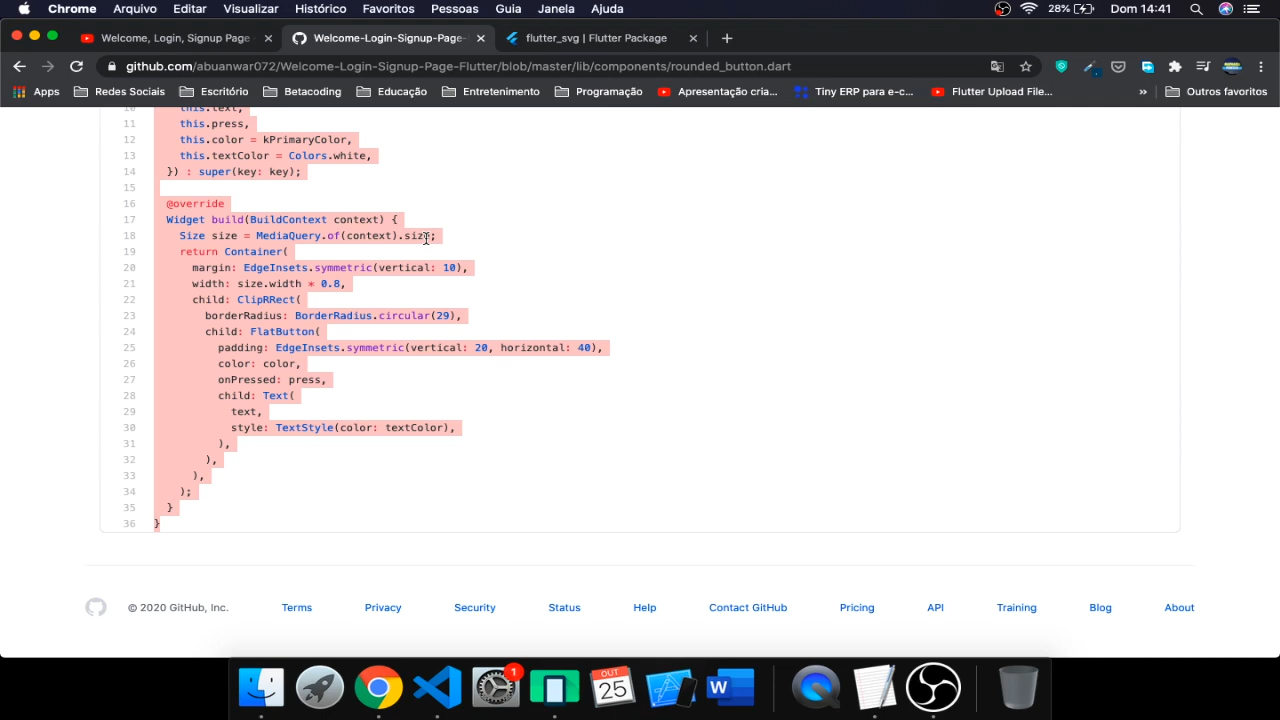 Chrome Arquivo Editar Visualizar Histórico Favoritos Pessoas Guia Janela Ajuda 28% Dom 14:41
Welcome, Login, Signup Page Welcome-Login-Signup-Page- flutter_svg | Flutter Package
github.com/abuanwar072/Welcome-Login-Signup-Page-Flutter/blob/master/lib/components/rounded_button.dart
Apps Redes Sociais Escritório Betacoding Educação Entretenimento Programação Apresentação cria... Tiny ERP para e-c... Flutter Upload File... » Outros favoritos
10 this.text,
11 this.press,
12 this.color = kPrimaryColor,
13 this.textColor = Colors.white,
14 }) : super(key: key);
15
16 @override
17 Widget build(BuildContext context) {
18 Size size = MediaQuery.of(context).size;
19 return Container(
20 margin: EdgeInsets.symmetric(vertical: 10),
21 width: size.width * 0.8,
22 child: ClipRRect(
23 borderRadius: BorderRadius.circular(29),
24 child: FlatButton(
25 padding: EdgeInsets.symmetric(vertical: 20, horizontal: 40),
26 color: color,
27 onPressed: press,
28 child: Text(
29 text,
30 style: TextStyle(color: textColor),
31 ),
32 ),
33 ),
34 );
35 }
36 }
© 2020 GitHub, Inc. Terms Privacy Security Status Help Contact GitHub Pricing API Training Blog About
1 OUT W
25